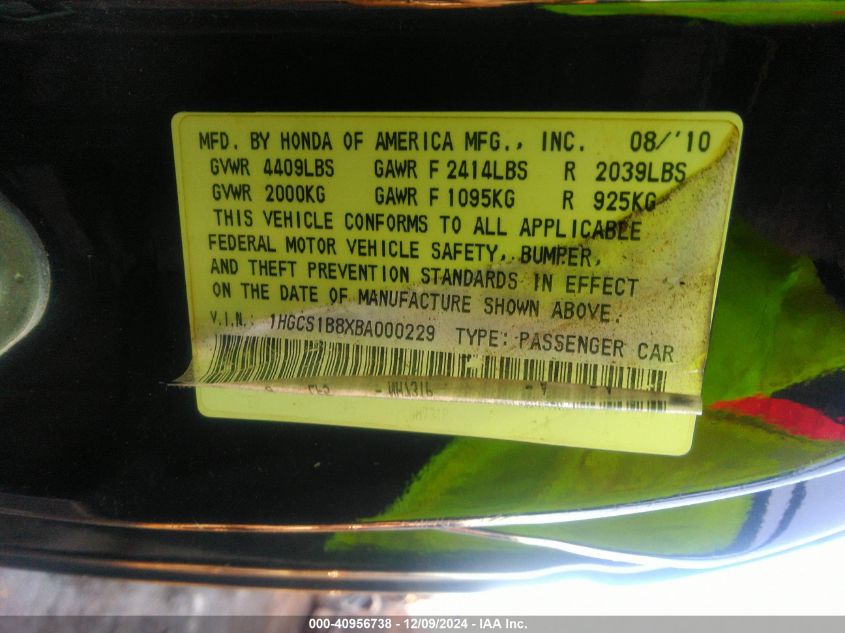 MFD. BY HONDA OF AMERICA MFG., INC. 08/'10
GVWR 4409LBS GAWR F 2414LBS R 2039LBS
GVWR 2000KG GAWR F 1095KG R 925KG
THIS VEHICLE CONFORMS TO ALL APPLICABLE
FEDERAL MOTOR VEHICLE SAFETY, BUMPER,
AND THEFT PREVENTION STANDARDS IN EFFECT
ON THE DATE OF MANUFACTURE SHOWN ABOVE.
V.I.N.: 1HGCS1B8XBA000229 TYPE: PASSENGER CAR
000-40956738 - 12/09/2024 - IAA Inc.